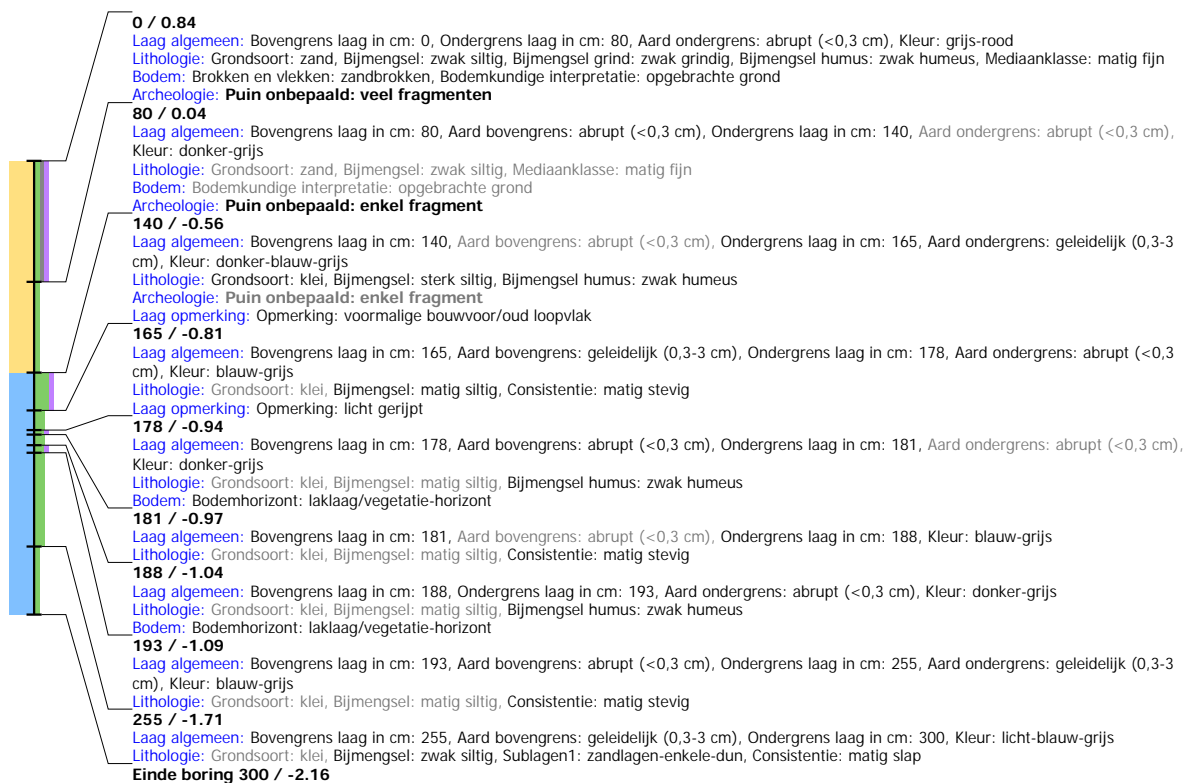 0 / 0.84
Laag algemeen: Bovengrens laag in cm: 0, Ondergrens laag in cm: 80, Aard ondergrens: abrupt (<0,3 cm), Kleur: grijs-rood
Lithologie: Grondsoort: zand, Bijmengsel: zwak siltig, Bijmengsel grind: zwak grindig, Bijmengsel humus: zwak humeus, Mediaanklasse: matig fijn
Bodem: Brokken en vlekken: zandbrokken, Bodemkundige interpretatie: opgebrachte grond
Archeologie: Puin onbepaald: veel fragmenten
80 / 0.04
Laag algemeen: Bovengrens laag in cm: 80, Aard bovengrens: abrupt (<0,3 cm), Ondergrens laag in cm: 140, Aard ondergrens: abrupt (<0,3 cm),
Kleur: donker-grijs
Lithologie: Grondsoort: zand, Bijmengsel: zwak siltig, Mediaanklasse: matig fijn
Bodem: Bodemkundige interpretatie: opgebrachte grond
Archeologie: Puin onbepaald: enkel fragment
140 / -0.56
Laag algemeen: Bovengrens laag in cm: 140, Aard bovengrens: abrupt (<0,3 cm), Ondergrens laag in cm: 165, Aard ondergrens: geleidelijk (0,3-3
cm), Kleur: donker-blauw-grijs
Lithologie: Grondsoort: klei, Bijmengsel: sterk siltig, Bijmengsel humus: zwak humeus
Archeologie: Puin onbepaald: enkel fragment
Laag opmerking: Opmerking: voormalige bouwvoor/oud loopvlak
165 / -0.81
Laag algemeen: Bovengrens laag in cm: 165, Aard bovengrens: geleidelijk (0,3-3 cm), Ondergrens laag in cm: 178, Aard ondergrens: abrupt (<0,3
cm), Kleur: blauw-grijs
Lithologie: Grondsoort: klei, Bijmengsel: matig siltig, Consistentie: matig stevig
Laag opmerking: Opmerking: licht gerijpt
178 / -0.94
Laag algemeen: Bovengrens laag in cm: 178, Aard bovengrens: abrupt (<0,3 cm), Ondergrens laag in cm: 181, Aard ondergrens: abrupt (<0,3 cm),
Kleur: donker-grijs
Lithologie: Grondsoort: klei, Bijmengsel: matig siltig, Bijmengsel humus: zwak humeus
Bodem: Bodemhorizont: laklaag/vegetatie-horizont
181 / -0.97
Laag algemeen: Bovengrens laag in cm: 181, Aard bovengrens: abrupt (<0,3 cm), Ondergrens laag in cm: 188, Kleur: blauw-grijs
Lithologie: Grondsoort: klei, Bijmengsel: matig siltig, Consistentie: matig stevig
188 / -1.04
Laag algemeen: Bovengrens laag in cm: 188, Ondergrens laag in cm: 193, Aard ondergrens: abrupt (<0,3 cm), Kleur: donker-grijs
Lithologie: Grondsoort: klei, Bijmengsel: matig siltig, Bijmengsel humus: zwak humeus
Bodem: Bodemhorizont: laklaag/vegetatie-horizont
193 / -1.09
Laag algemeen: Bovengrens laag in cm: 193, Aard bovengrens: abrupt (<0,3 cm), Ondergrens laag in cm: 255, Aard ondergrens: geleidelijk (0,3-3
cm), Kleur: blauw-grijs
Lithologie: Grondsoort: klei, Bijmengsel: matig siltig, Consistentie: matig stevig
255 / -1.71
Laag algemeen: Bovengrens laag in cm: 255, Aard bovengrens: geleidelijk (0,3-3 cm), Ondergrens laag in cm: 300, Kleur: licht-blauw-grijs
Lithologie: Grondsoort: klei, Bijmengsel: zwak siltig, Sublagen1: zandlagen-enkele-dun, Consistentie: matig slap
Einde boring 300 / -2.16